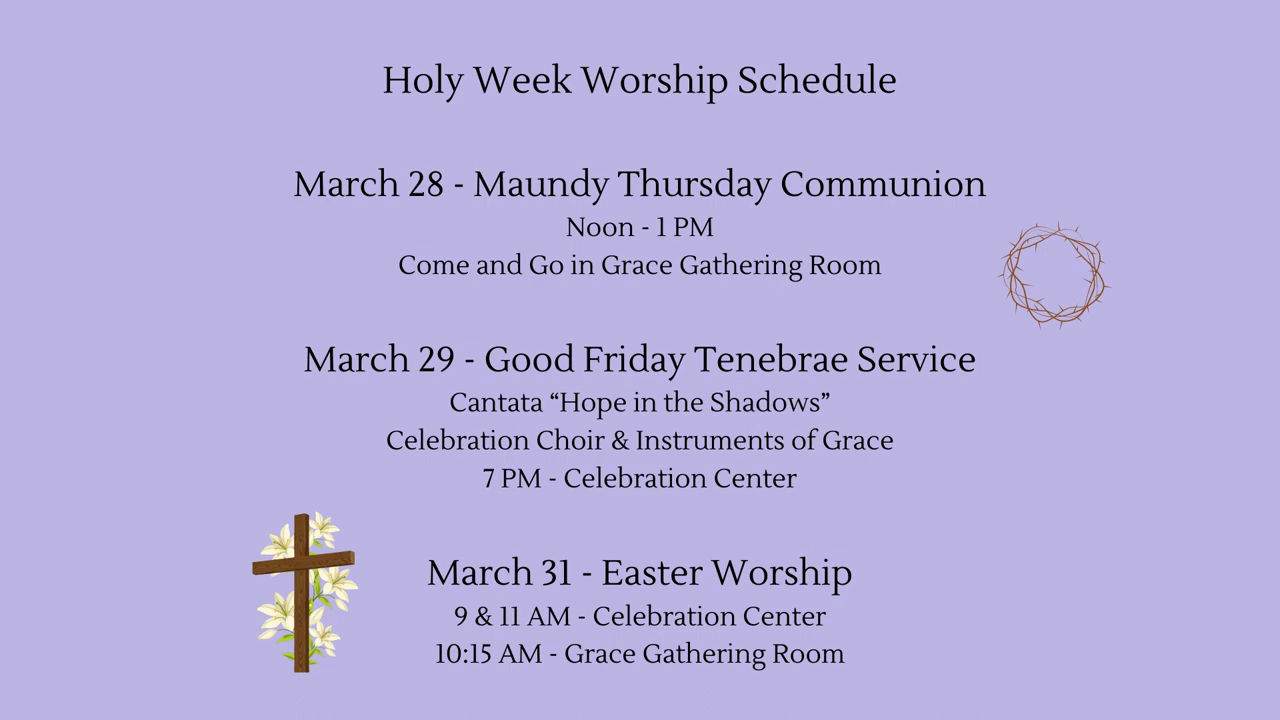 Holy Week Worship Schedule
March 28 - Maundy Thursday Communion
Noon - 1 PM
Come and Go in Grace Gathering Room
March 29 - Good Friday Tenebrae Service
Cantata “Hope in the Shadows”
Celebration Choir & Instruments of Grace
7 PM - Celebration Center
March 31 - Easter Worship
9 & 11 AM - Celebration Center
10:15 AM - Grace Gathering Room